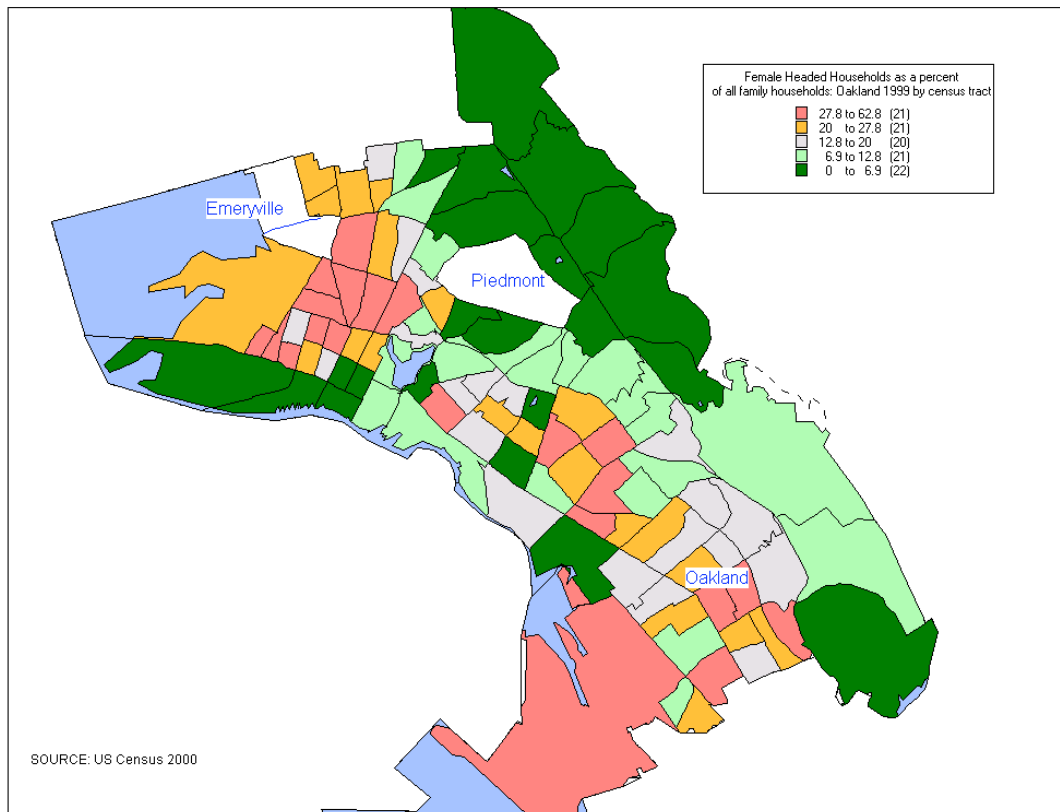 Female Headed Households as a percent
of all family households: Oakland 1999 by census tract
27.8 to 62.8 (21)
20 to 27.8 (21)
12.8 to 20 (20)
6.9 to 12.8 (21)
0 to 6.9 (22)
Emeryville
Piedmont
Oakland
SOURCE: US Census 2000